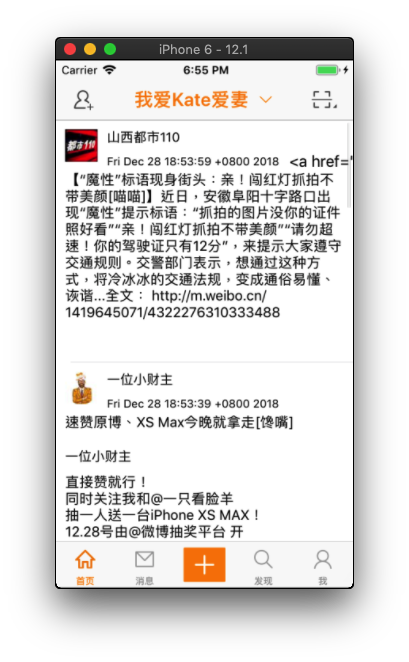 iPhone 6 - 12.1
Carrier 6:55 PM
我爱Kate爱妻
都市110
山西都市110
Fri Dec 28 18:53:59 +0800 2018 <a href="
【“魔性”标语现身街头：亲！闯红灯抓拍不
带美颜[喵喵]】近日，安徽阜阳十字路口出
现“魔性”提示标语：“抓拍的图片没你的证件
照好看”“亲！闯红灯抓拍不带美颜”“请勿超
速！你的驾驶证只有12分”，来提示大家遵守
交通规则。交警部门表示，想通过这种方
式，将冷冰冰的交通法规，变成通俗易懂、
诙谐...全文： http://m.weibo.cn/
1419645071/4322276310333488
一位小财主
Fri Dec 28 18:53:39 +0800 2018
速赞原博、XS Max今晚就拿走[馋嘴]
一位小财主
直接赞就行！
同时关注我和@一只看脸羊
抽一人送一台iPhone XS MAX！
12.28号由@微博抽奖平台 开
首页 消息 发现 我